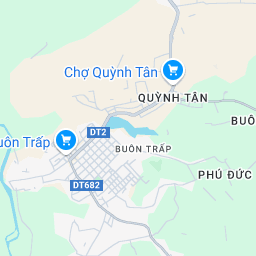 Chợ Quỳnh Tân
QUỲNH TÂN
BUÔ
DT2
uôn Trấp
BUÔN TRẤP
PHÚ ĐỨC
DT682